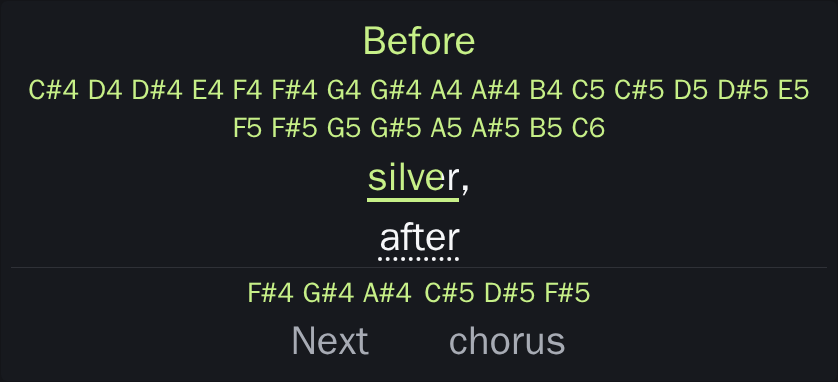 Before
C#4 D4 D#4 E4 F4 F#4 G4 G#4 A4 A#4 B4 C5 C#5 D5 D#5 E5
F5 F#5 G5 G#5 A5 A#5 B5 C6
silver,
after
F#4 G#4 A#4 C#5 D#5 F#5
Next chorus